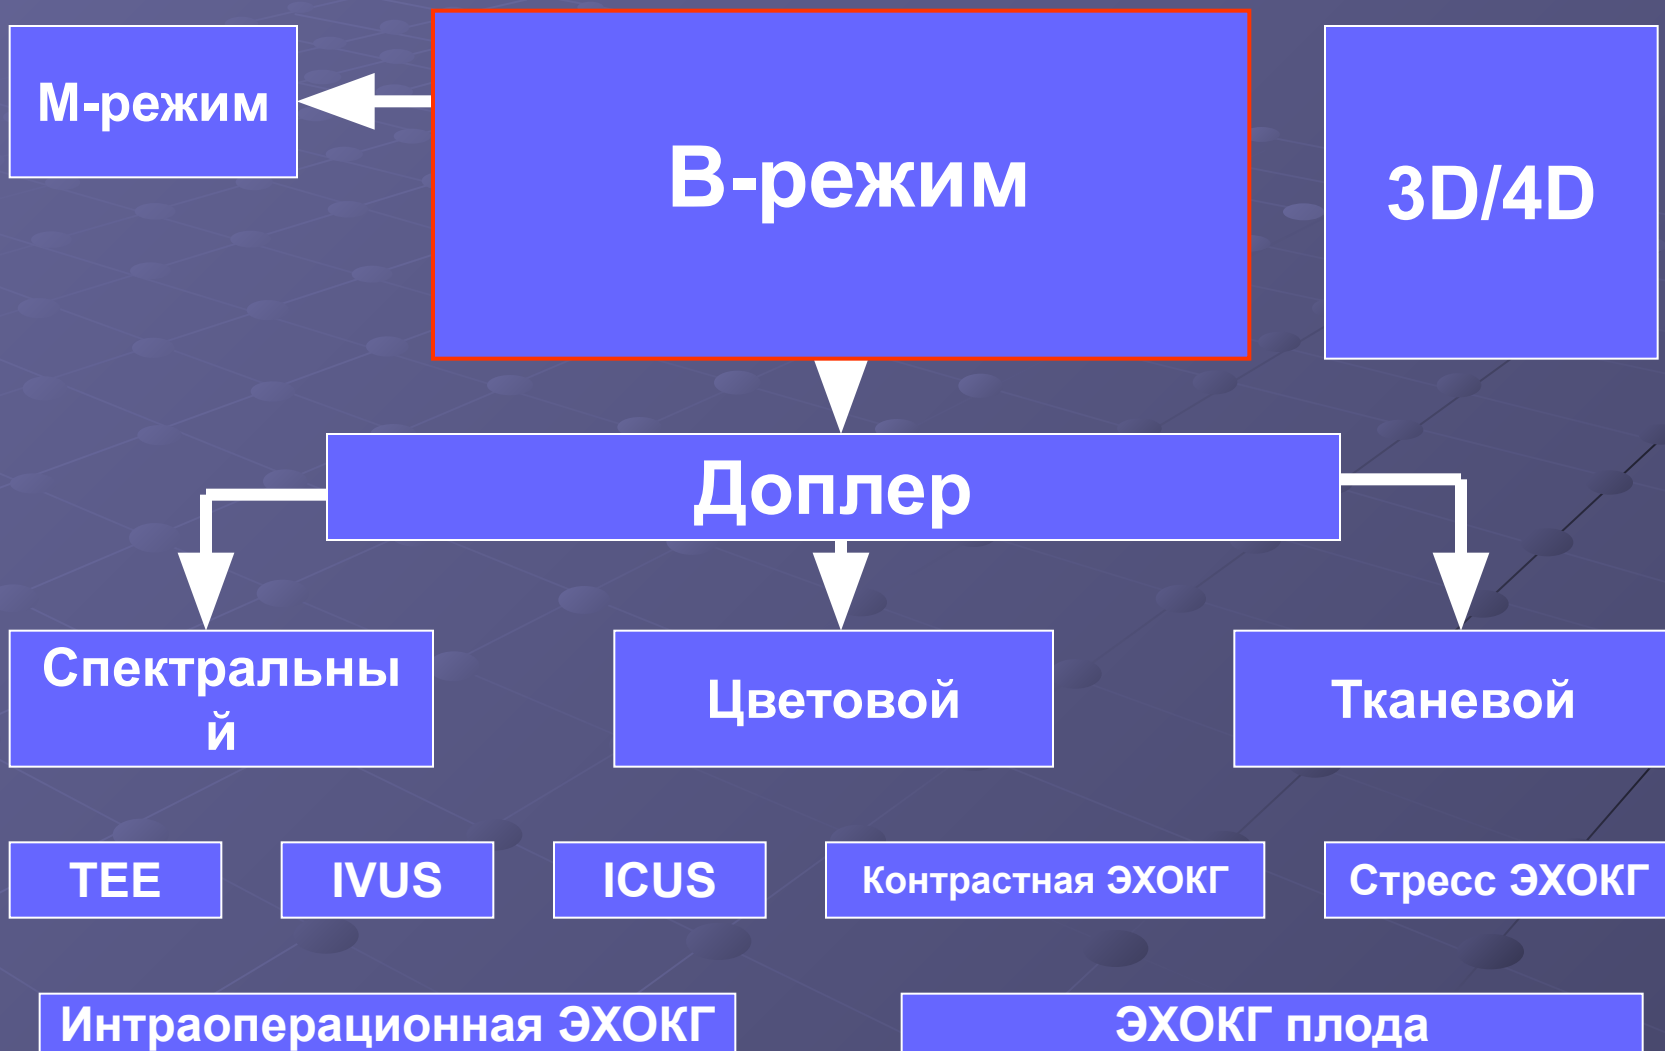 М-режим
В-режим
3D/4D
Доплер
Спектральны
й
Цветовой
Тканевой
TEE
IVUS
ICUS
Контрастная ЭХОКГ
Стресс ЭХОКГ
Интраоперационная ЭХОКГ
ЭХОКГ плода